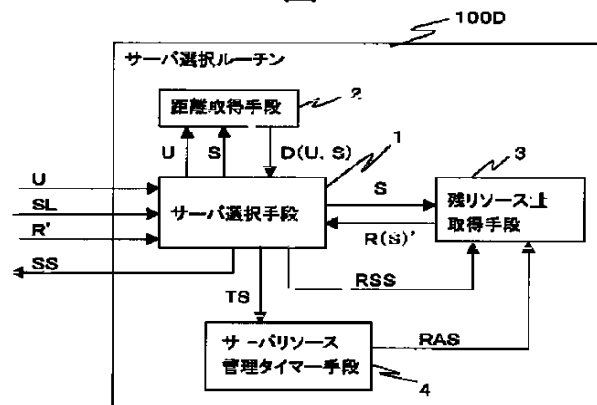 100D
サーバ選択ルーチン
距離取得手段
2
U
S
D(U, S)
1
3
U
SL
R'
SS
サーバ選択手段
S
R(S)'
残リソース上
取得手段
RSS
TS
サーバリソース
管理タイマー手段
RAS
4